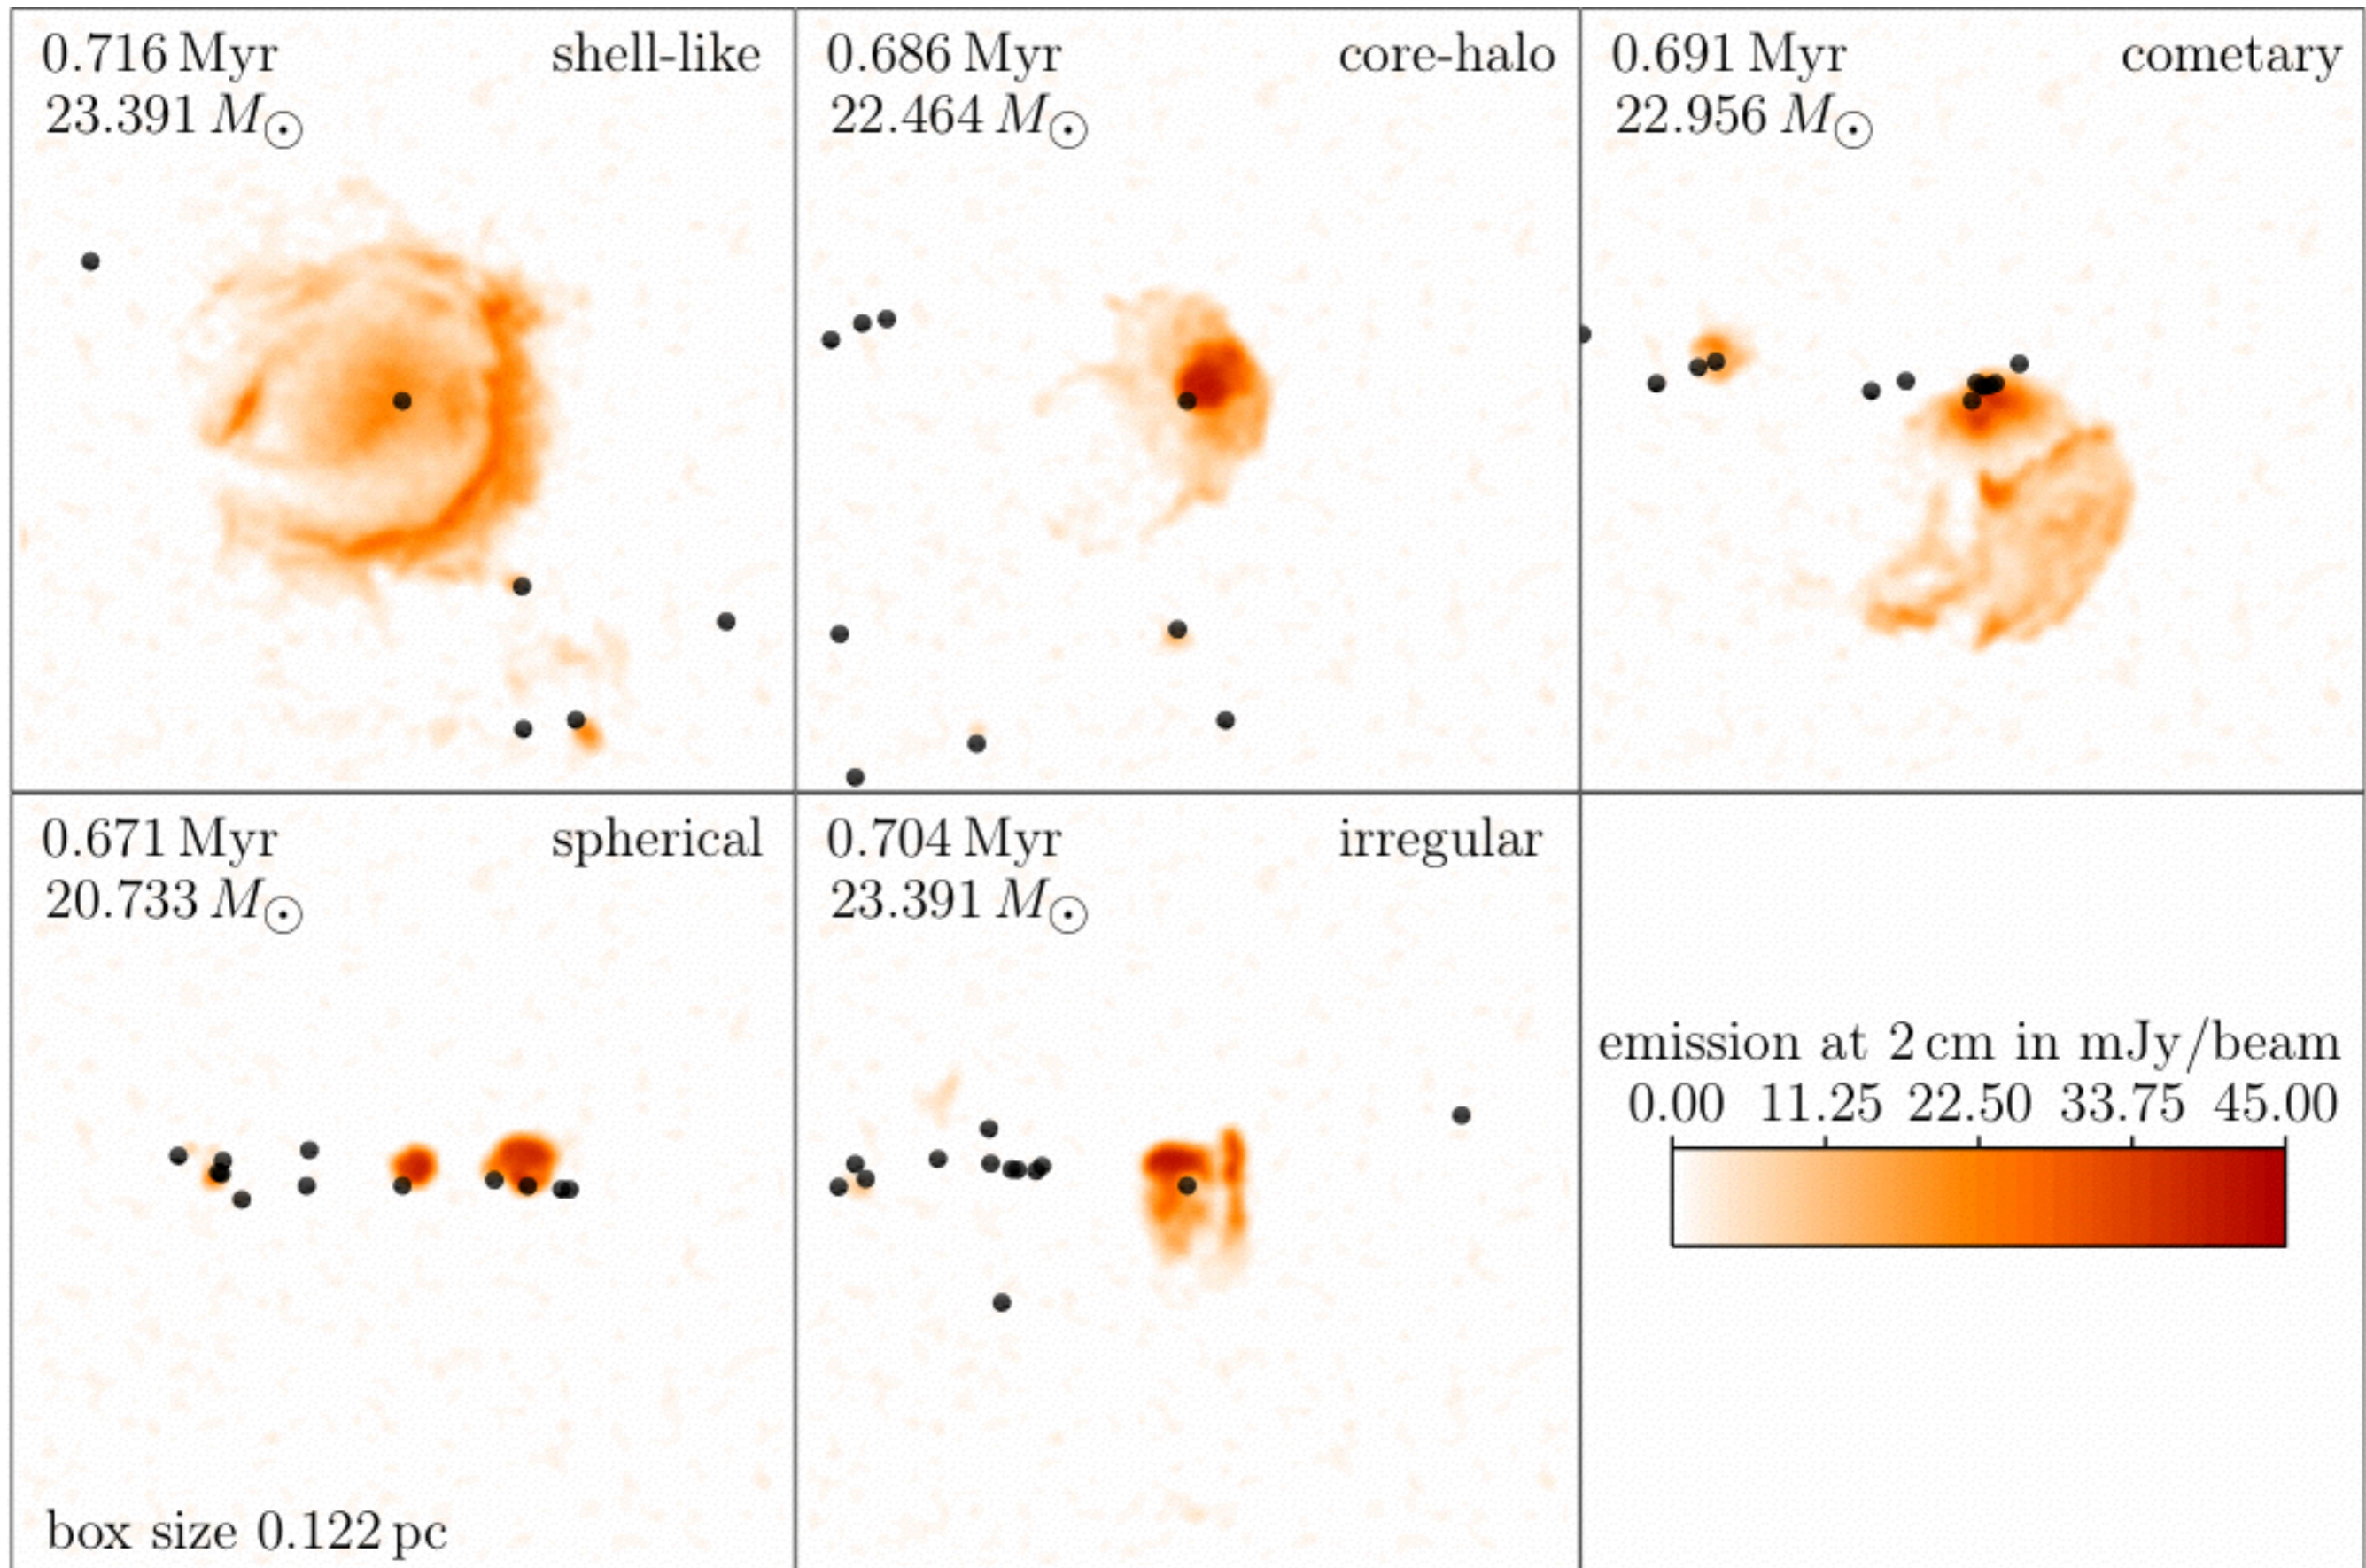 0.716 Myr shell-like
23.391 M☉
0.686 Myr core-halo
22.464 M☉
0.691 Myr cometary
22.956 M☉
0.671 Myr spherical
20.733 M☉
box size 0.122 pc
0.704 Myr irregular
23.391 M☉
emission at 2 cm in mJy/beam
0.00 11.25 22.50 33.75 45.00